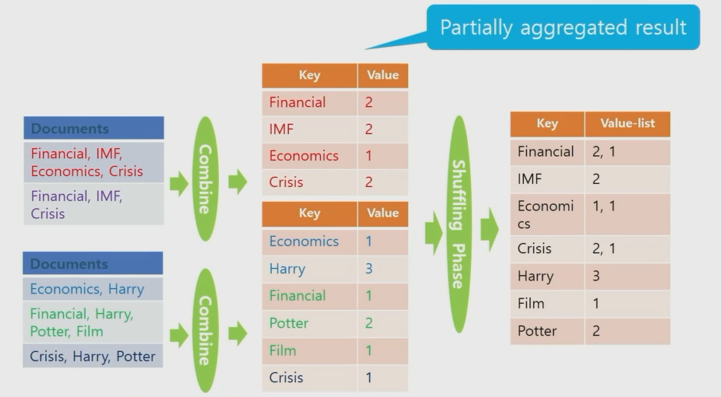 Partially aggregated result
Documents
Financial, IMF,
Economics, Crisis
Financial, IMF,
Crisis
Documents
Economics, Harry
Financial, Harry,
Potter, Film
Crisis, Harry, Potter
Combine
Combine
Key Value
Financial 2
IMF 2
Economics 1
Crisis 2
Key Value
Economics 1
Harry 3
Financial 1
Potter 2
Film 1
Crisis 1
Shuffling Phase
Key Value-list
Financial 2, 1
IMF 2
Economi 1, 1
cs
Crisis 2, 1
Harry 3
Film 1
Potter 2